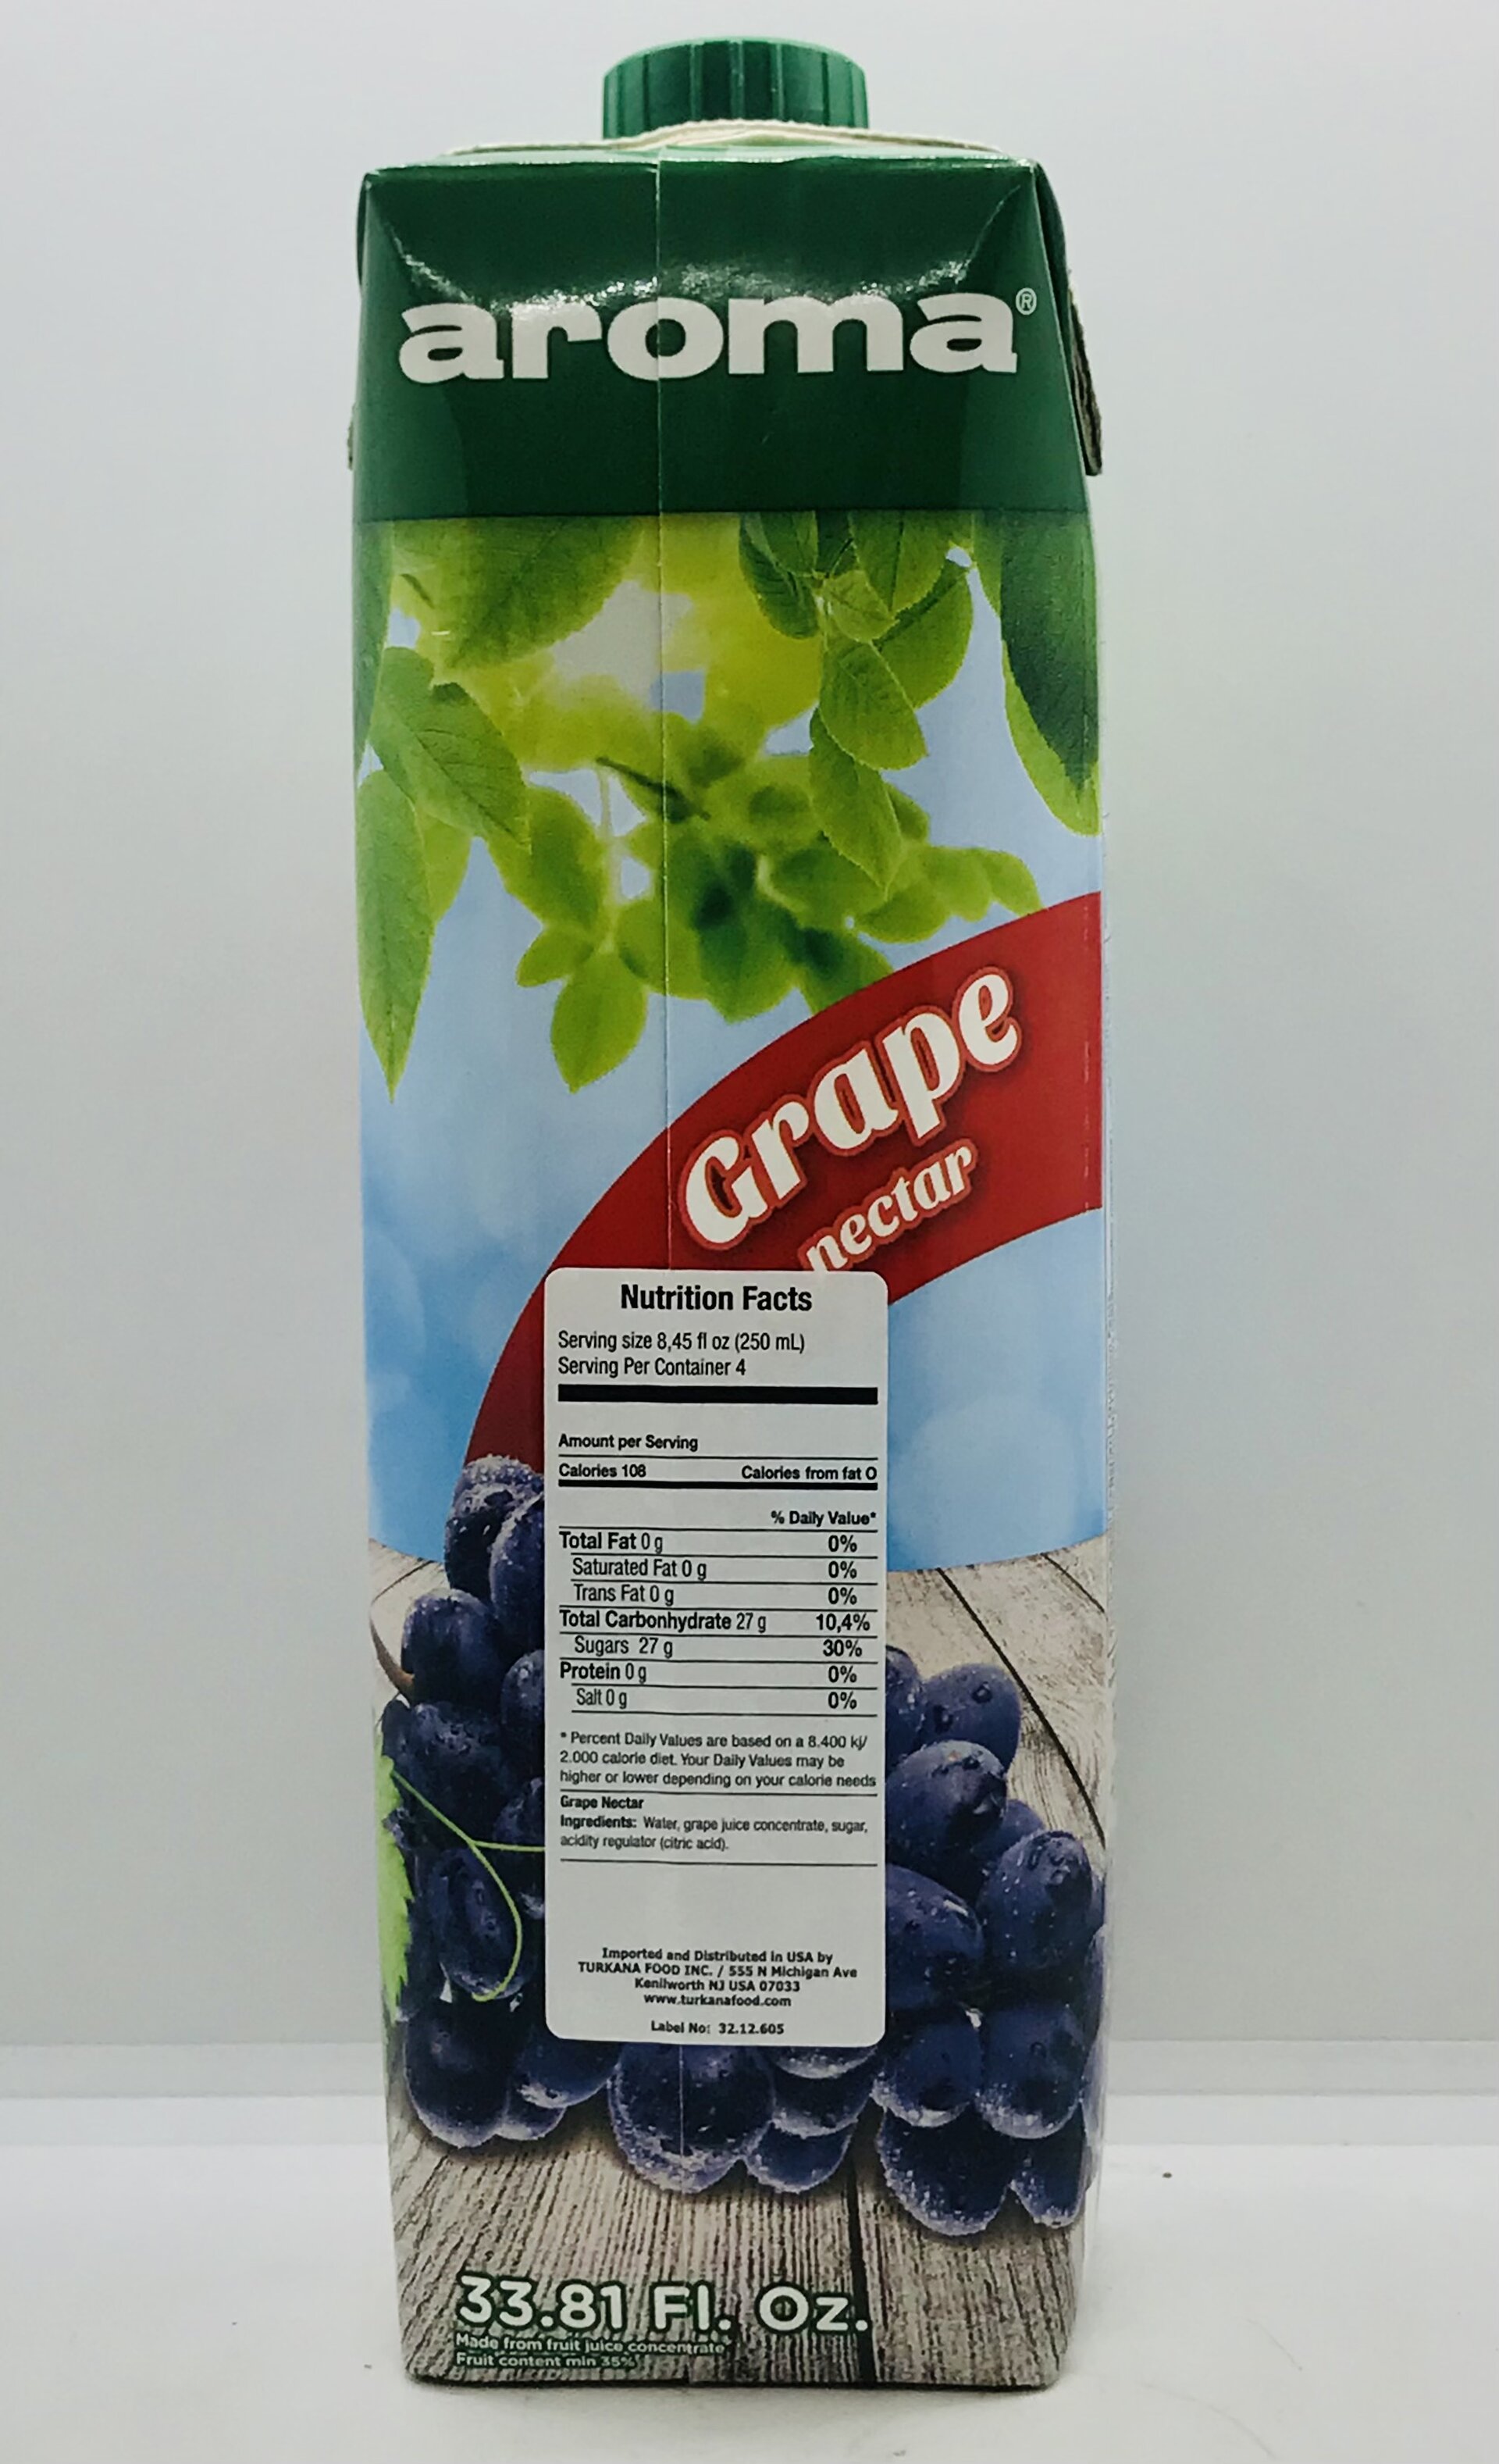 aroma®
Grape
nectar
Nutrition Facts
Serving size 8,45 fl oz (250 mL)
Serving Per Container 4
Amount per Serving
Calories 108 Calories from fat O
% Daily Value*
Total Fat 0 g 0%
Saturated Fat 0 g 0%
Trans Fat 0 g 0%
Total Carbonhydrate 27 g 10,4%
Sugars 27 g 30%
Protein 0 g 0%
Salt 0 g 0%
* Percent Daily Values are based on a 8.400 kj/
2.000 calorie diet. Your Daily Values may be
higher or lower depending on your calorie needs
Grape Nectar
Ingredients: Water, grape juice concentrate, sugar,
acidity regulator (citric acid).
Imported and Distributed in USA by
TURKANA FOOD INC. / 555 N Michigan Ave
Kenilworth NJ USA 07033
www.turkanafood.com
Label No: 32.12.605
33.81 Fl. Oz.
Made from fruit juice concentrate
Fruit content min 35%